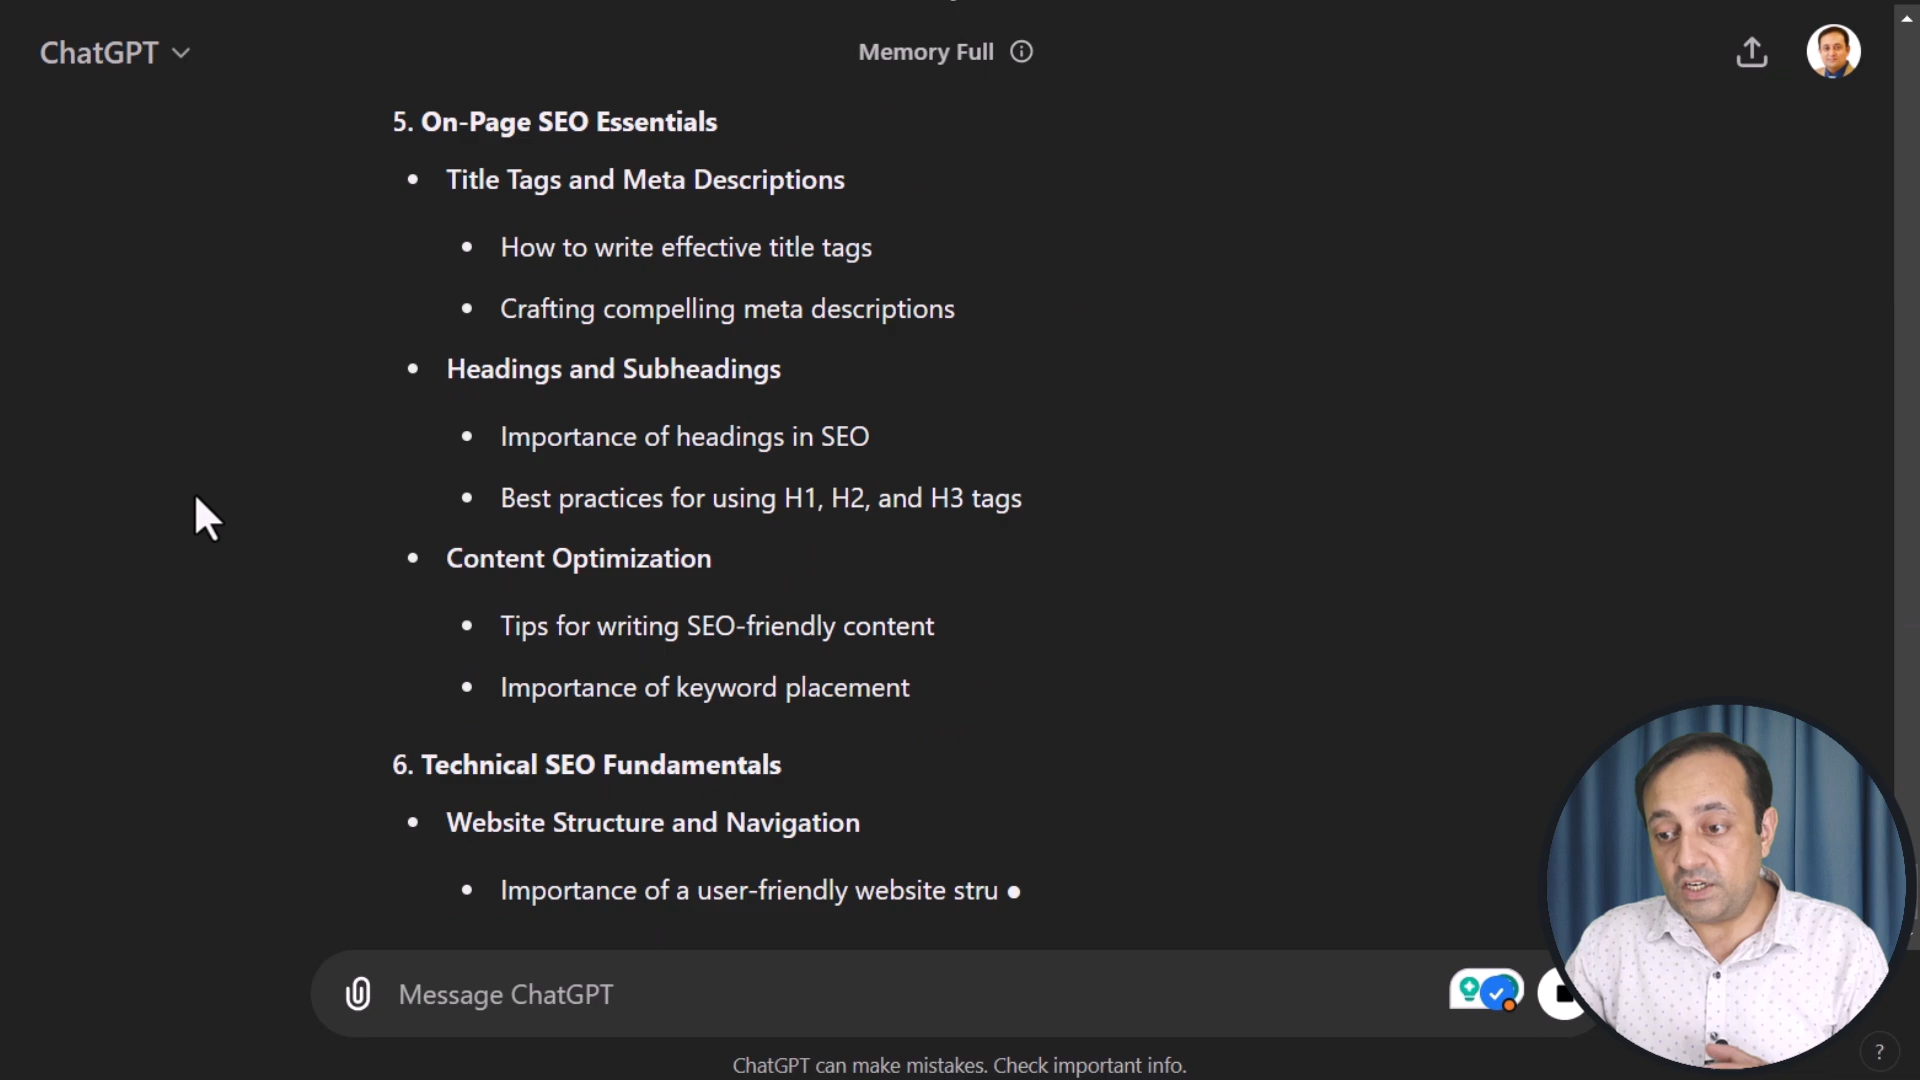 ChatGPT
Memory Full
5. On-Page SEO Essentials
• Title Tags and Meta Descriptions
• How to write effective title tags
• Crafting compelling meta descriptions
• Headings and Subheadings
• Importance of headings in SEO
• Best practices for using H1, H2, and H3 tags
• Content Optimization
• Tips for writing SEO-friendly content
• Importance of keyword placement
6. Technical SEO Fundamentals
• Website Structure and Navigation
• Importance of a user-friendly website stru
Message ChatGPT
ChatGPT can make mistakes. Check important info.
?